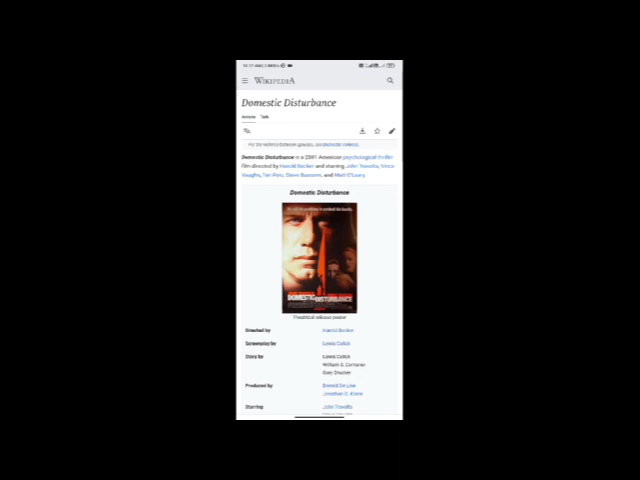 WIKIPEDIA
Domestic Disturbance
Article Talk
For the violence between spouses, see domestic violence.
Domestic Disturbance is a 2001 American psychological thriller
film directed by Harold Becker and starring John Travolta, Vince
Vaughn, Teri Polo, Steve Buscemi, and Matt O'Leary.
Domestic Disturbance
DOMESTIC DISTURBANCE
Theatrical release poster
Directed by Harold Becker
Screenplay by Lewis Colick
Story by Lewis Colick
William S. Comanor
Gary Drucker
Produced by Donald De Line
Jonathan D. Krane
Starring John Travolta